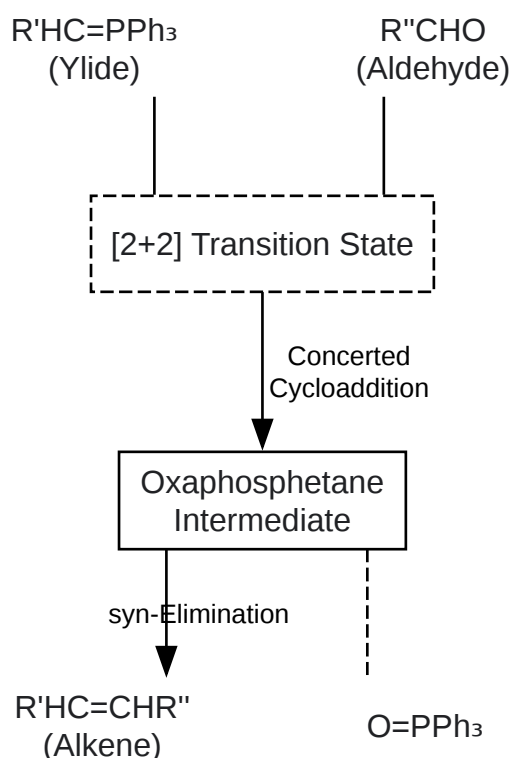 R'HC=PPh₃
(Ylide)
R"CHO
(Aldehyde)
[2+2] Transition State
Concerted
Cycloaddition
Oxaphosphetane
Intermediate
syn-Elimination
R'HC=CHR"
(Alkene)
O=PPh₃